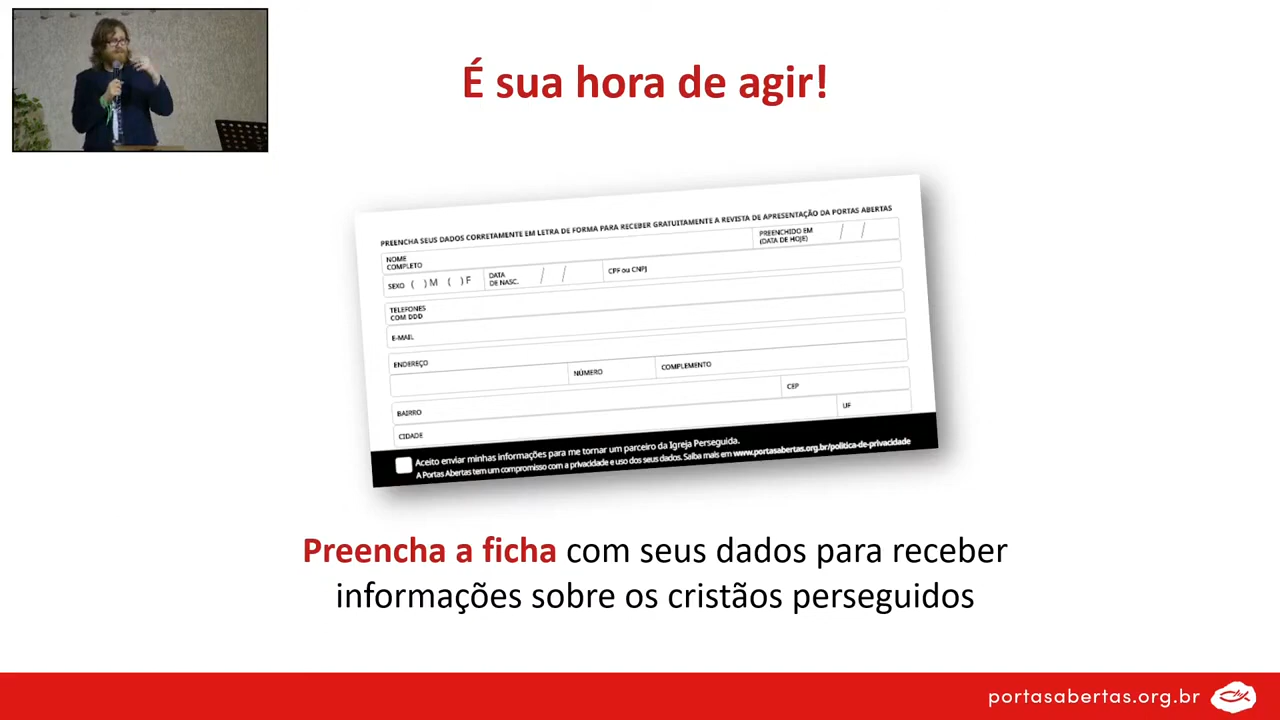 É sua hora de agir!
PREENCHA SEUS DADOS CORRETAMENTE EM LETRA DE FORMA PARA RECEBER GRATUITAMENTE A REVISTA DE APRESENTAÇÃO DA PORTAS ABERTAS
NOME
COMPLETO
PREENCHIDO EM
(DATA DE HOJE) / /
SEXO ( ) M ( ) F
DATA
DE NASC. / /
CPF ou CNPJ
TELEFONES
COM DDD
E-MAIL
ENDEREÇO
NÚMERO
COMPLEMENTO
BAIRRO
CEP
CIDADE
UF
Aceito enviar minhas informações para me tornar um parceiro da Igreja Perseguida.
A Portas Abertas tem um compromisso com a privacidade e uso dos seus dados. Saiba mais em www.portasabertas.org.br/politica-de-privacidade
Preencha a ficha com seus dados para receber
informações sobre os cristãos perseguidos
portasabertas.org.br